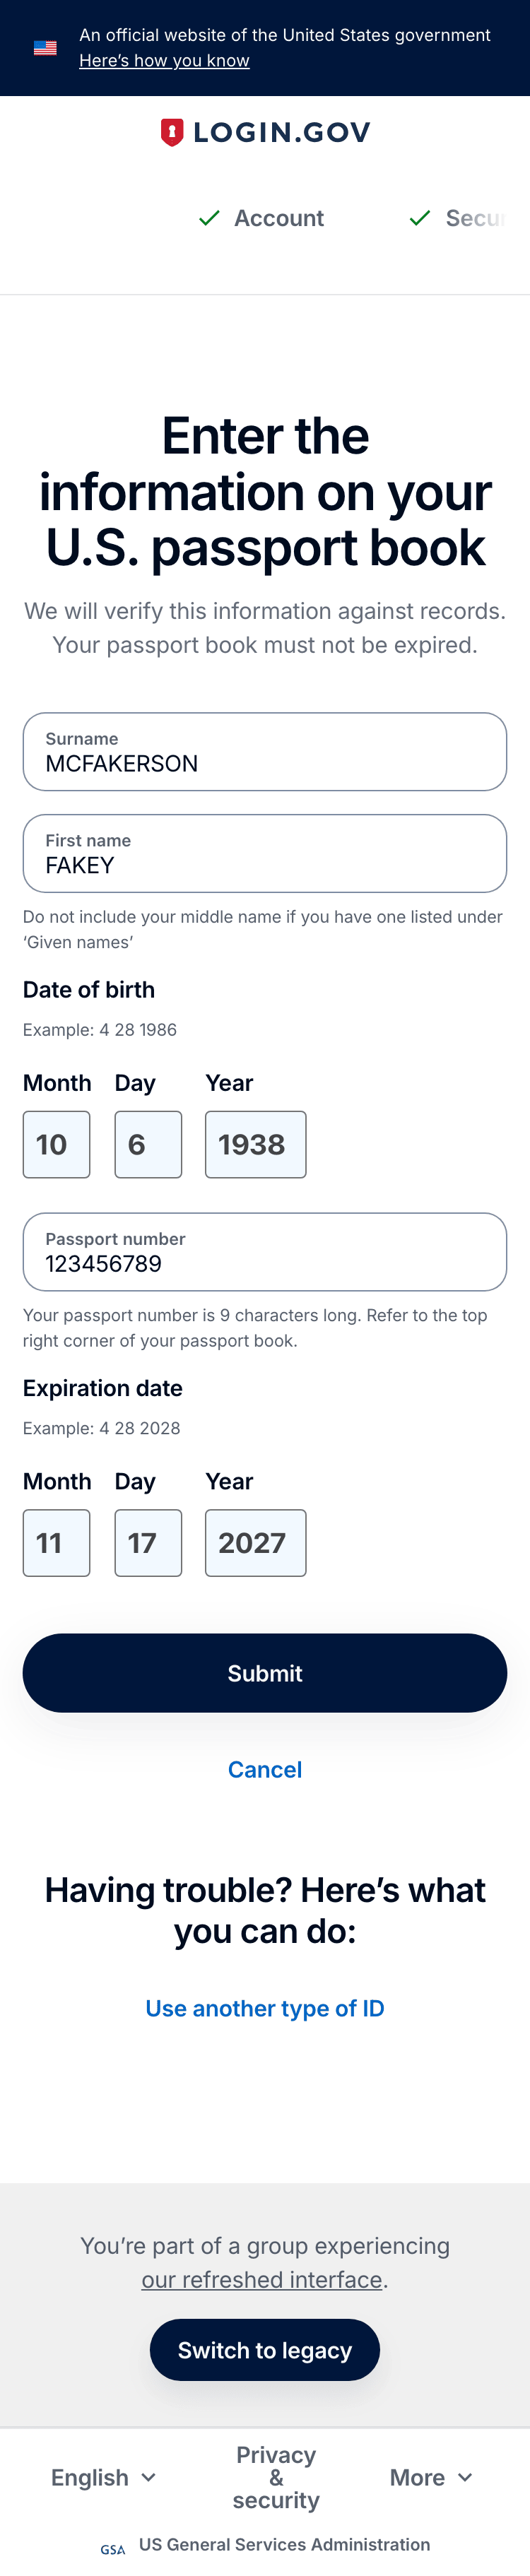 An official website of the United States government
Here’s how you know
LOGIN.GOV
Account
Secur
Enter the
information on your
U.S. passport book
We will verify this information against records.
Your passport book must not be expired.
Surname
MCFAKERSON
First name
FAKEY
Do not include your middle name if you have one listed under
‘Given names’
Date of birth
Example: 4 28 1986
Month Day Year
10 6 1938
Passport number
123456789
Your passport number is 9 characters long. Refer to the top
right corner of your passport book.
Expiration date
Example: 4 28 2028
Month Day Year
11 17 2027
Submit
Cancel
Having trouble? Here’s what
you can do:
Use another type of ID
You’re part of a group experiencing
our refreshed interface.
Switch to legacy
English
Privacy
&
security
More
GSA US General Services Administration